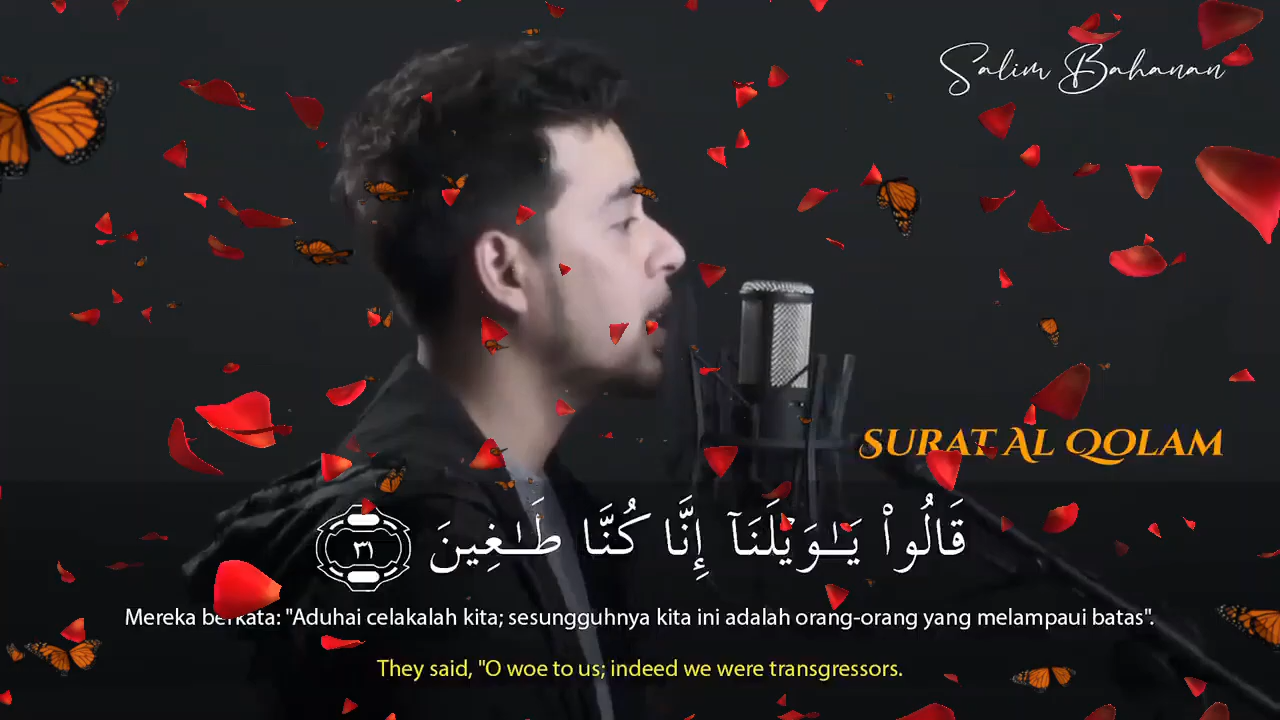 Salim Bahanan
SURAT AL QOLAM
قَالُوا۟ يَـٰوَيْلَنَآ إِنَّا كُنَّا طَـٰغِينَ ٣١
Mereka berkata: "Aduhai celakalah kita; sesungguhnya kita ini adalah orang-orang yang melampaui batas".
They said, "O woe to us; indeed we were transgressors.